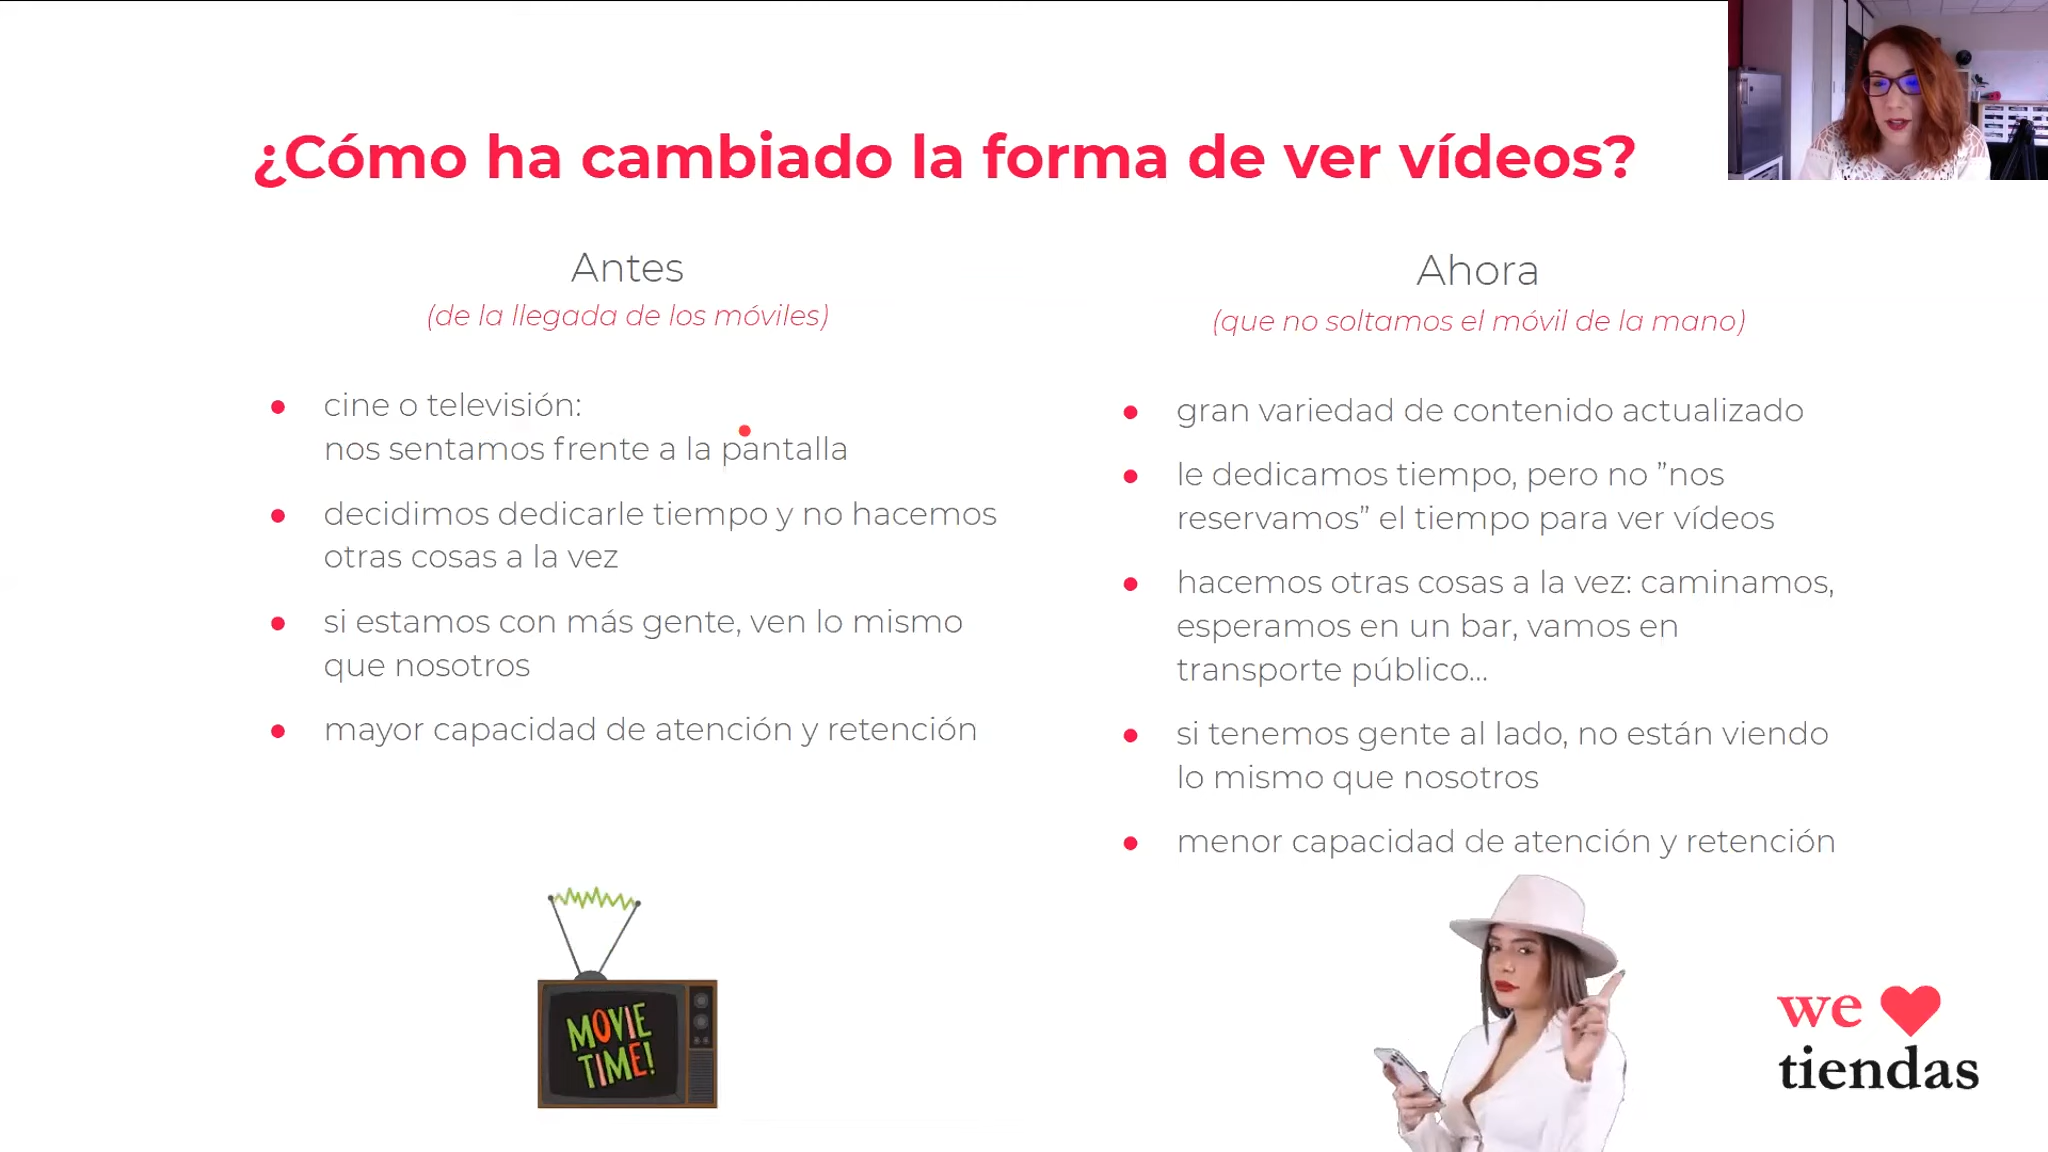 ¿Cómo ha cambiado la forma de ver vídeos?
Antes
(de la llegada de los móviles)
• cine o televisión:
nos sentamos frente a la pantalla
• decidimos dedicarle tiempo y no hacemos
otras cosas a la vez
• si estamos con más gente, ven lo mismo
que nosotros
• mayor capacidad de atención y retención
MOVIE
TIME!
Ahora
(que no soltamos el móvil de la mano)
• gran variedad de contenido actualizado
• le dedicamos tiempo, pero no ”nos
reservamos” el tiempo para ver vídeos
• hacemos otras cosas a la vez: caminamos,
esperamos en un bar, vamos en
transporte público...
• si tenemos gente al lado, no están viendo
lo mismo que nosotros
• menor capacidad de atención y retención
we ♥
tiendas